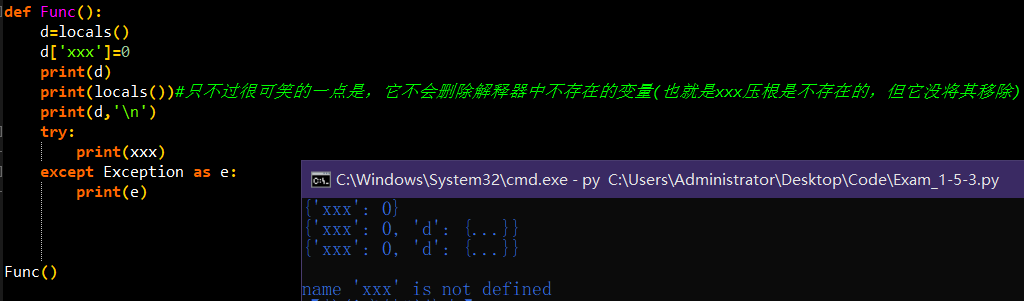 def Func():
    d=locals()
    d['xxx']=0
    print(d)
    print(locals())#只不过很可笑的一点是，它不会删除解释器中不存在的变量(也就是xxx压根是不存在的，但它没将其移除)
    print(d,'\n')
    try:
        print(xxx)
    except Exception as e:
        print(e)
Func()
C:\Windows\System32\cmd.exe - py C:\Users\Administrator\Desktop\Code\Exam_1-5-3.py
{'xxx': 0}
{'xxx': 0, 'd': {...}}
{'xxx': 0, 'd': {...}}
name 'xxx' is not defined